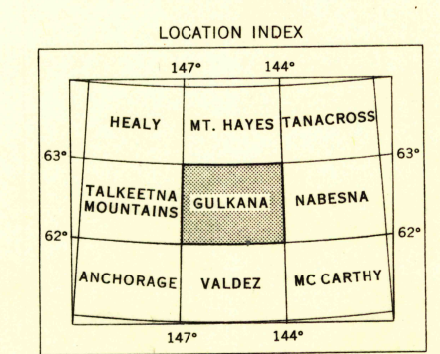 LOCATION INDEX
147° 144°
HEALY MT. HAYES TANACROSS
63° 63°
TALKEETNA MOUNTAINS GULKANA NABESNA
62° 62°
ANCHORAGE VALDEZ MC CARTHY
147° 144°